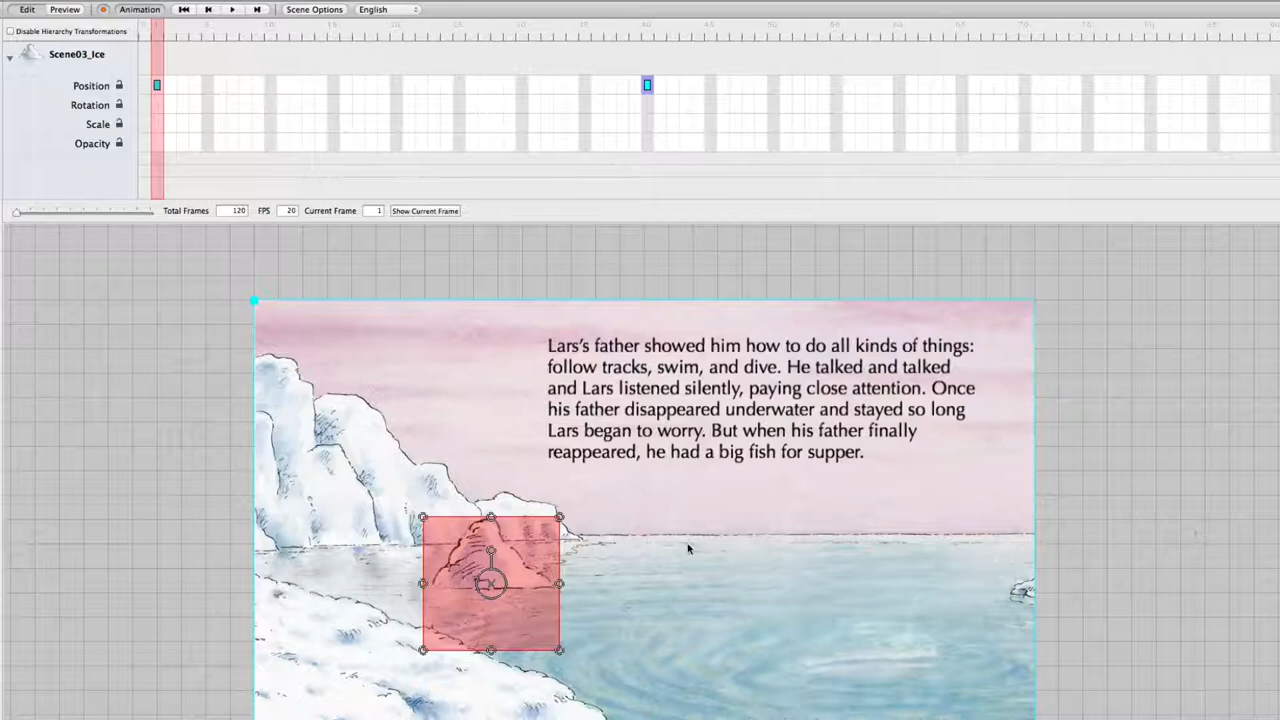 Edit Preview Animation Scene Options English
Disable Hierarchy Transformations
Scene03_Ice
Position
Rotation
Scale
Opacity
Total Frames 120 FPS 20 Current Frame 1 Show Current Frame
Lars's father showed him how to do all kinds of things:
follow tracks, swim, and dive. He talked and talked
and Lars listened silently, paying close attention. Once
his father disappeared underwater and stayed so long
Lars began to worry. But when his father finally
reappeared, he had a big fish for supper.